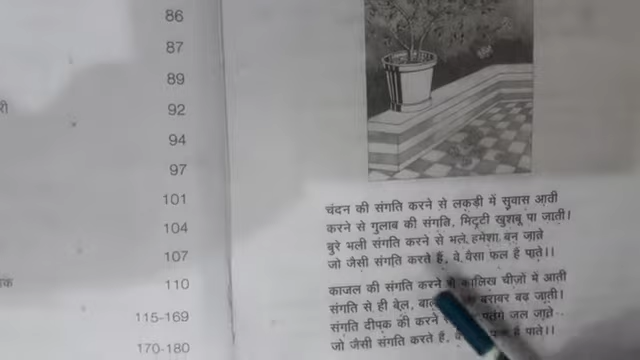 86
87
89
री 92
94
97
101
104
107
क 110
115-169
170-180
चंदन की संगति करने से लकड़ी में सुवास आती
करने से गुलाब की संगति, मिट्टी खुशबू पा जाती।
बुरे भली संगति करने से भले हमेशा बन जाते
जो जैसी संगति करते हैं, वे वैसा फल हैं पाते।।
काजल की संगति करने से कालिख चीज़ों में आती
संगति से ही बेल, बराबर बढ़ जाती।
संगति दीपक की करने पतंगे जल जाते
जो जैसी संगति करते हैं, हैं पाते।।